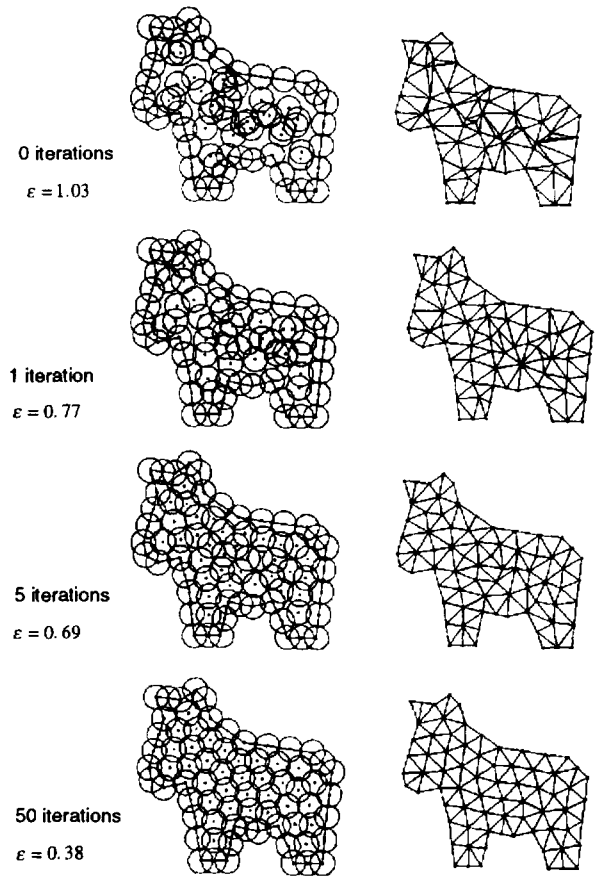 0 iterations
ε = 1.03
1 iteration
ε = 0.77
5 iterations
ε = 0.69
50 iterations
ε = 0.38